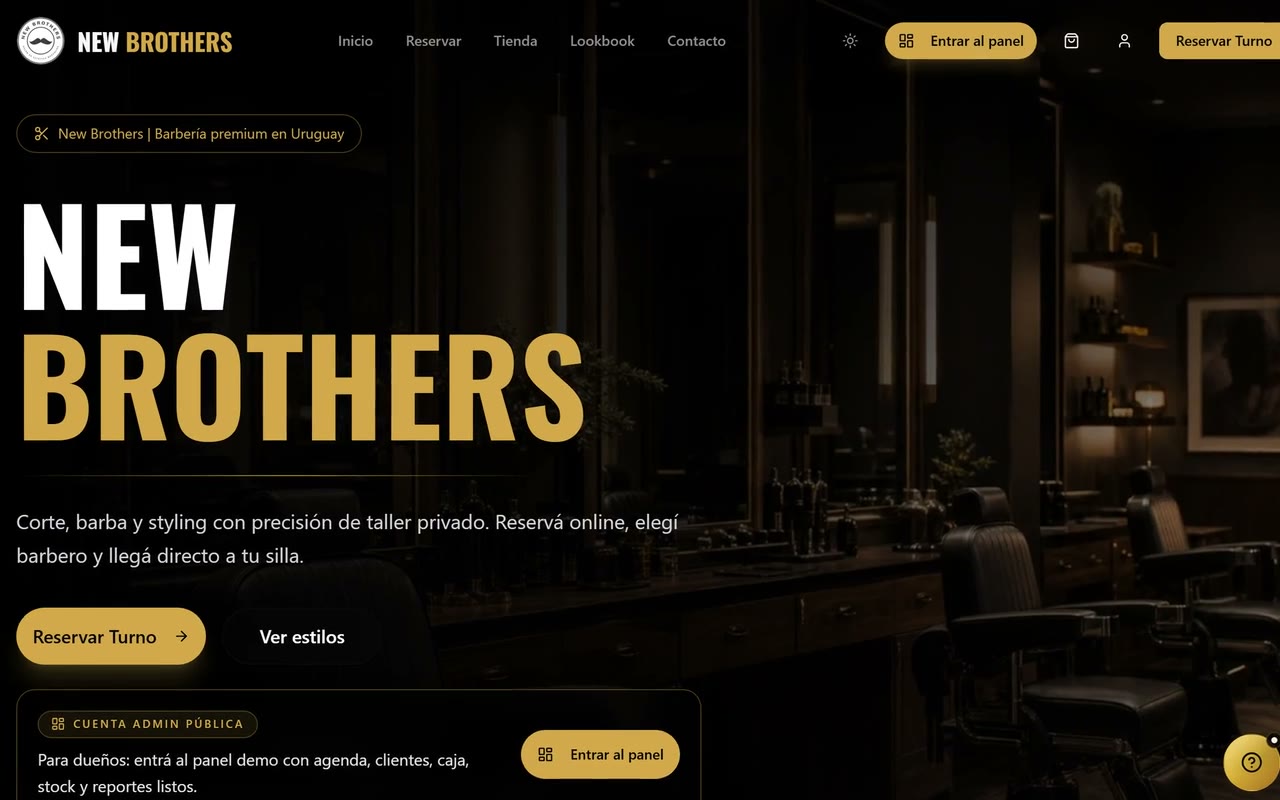 NEW BROTHERS
Inicio
Reservar
Tienda
Lookbook
Contacto
Entrar al panel
Reservar Turno
New Brothers | Barbería premium en Uruguay
NEW
BROTHERS
Corte, barba y styling con precisión de taller privado. Reservá online, elegí
barbero y llegá directo a tu silla.
Reservar Turno
Ver estilos
CUENTA ADMIN PÚBLICA
Para dueños: entrá al panel demo con agenda, clientes, caja,
stock y reportes listos.
Entrar al panel